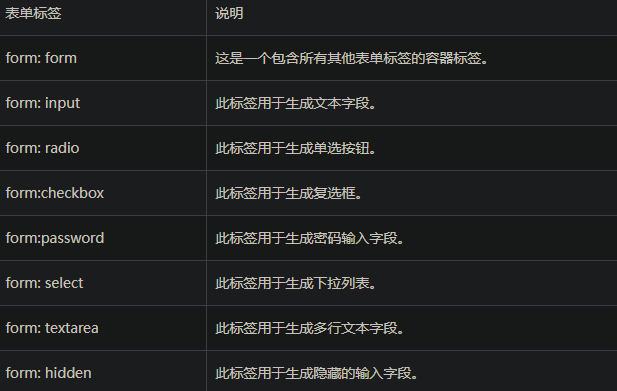 表单标签 说明
form: form 这是一个包含所有其他表单标签的容器标签。
form: input 此标签用于生成文本字段。
form: radio 此标签用于生成单选按钮。
form:checkbox 此标签用于生成复选框。
form:password 此标签用于生成密码输入字段。
form: select 此标签用于生成下拉列表。
form: textarea 此标签用于生成多行文本字段。
form: hidden 此标签用于生成隐藏的输入字段。